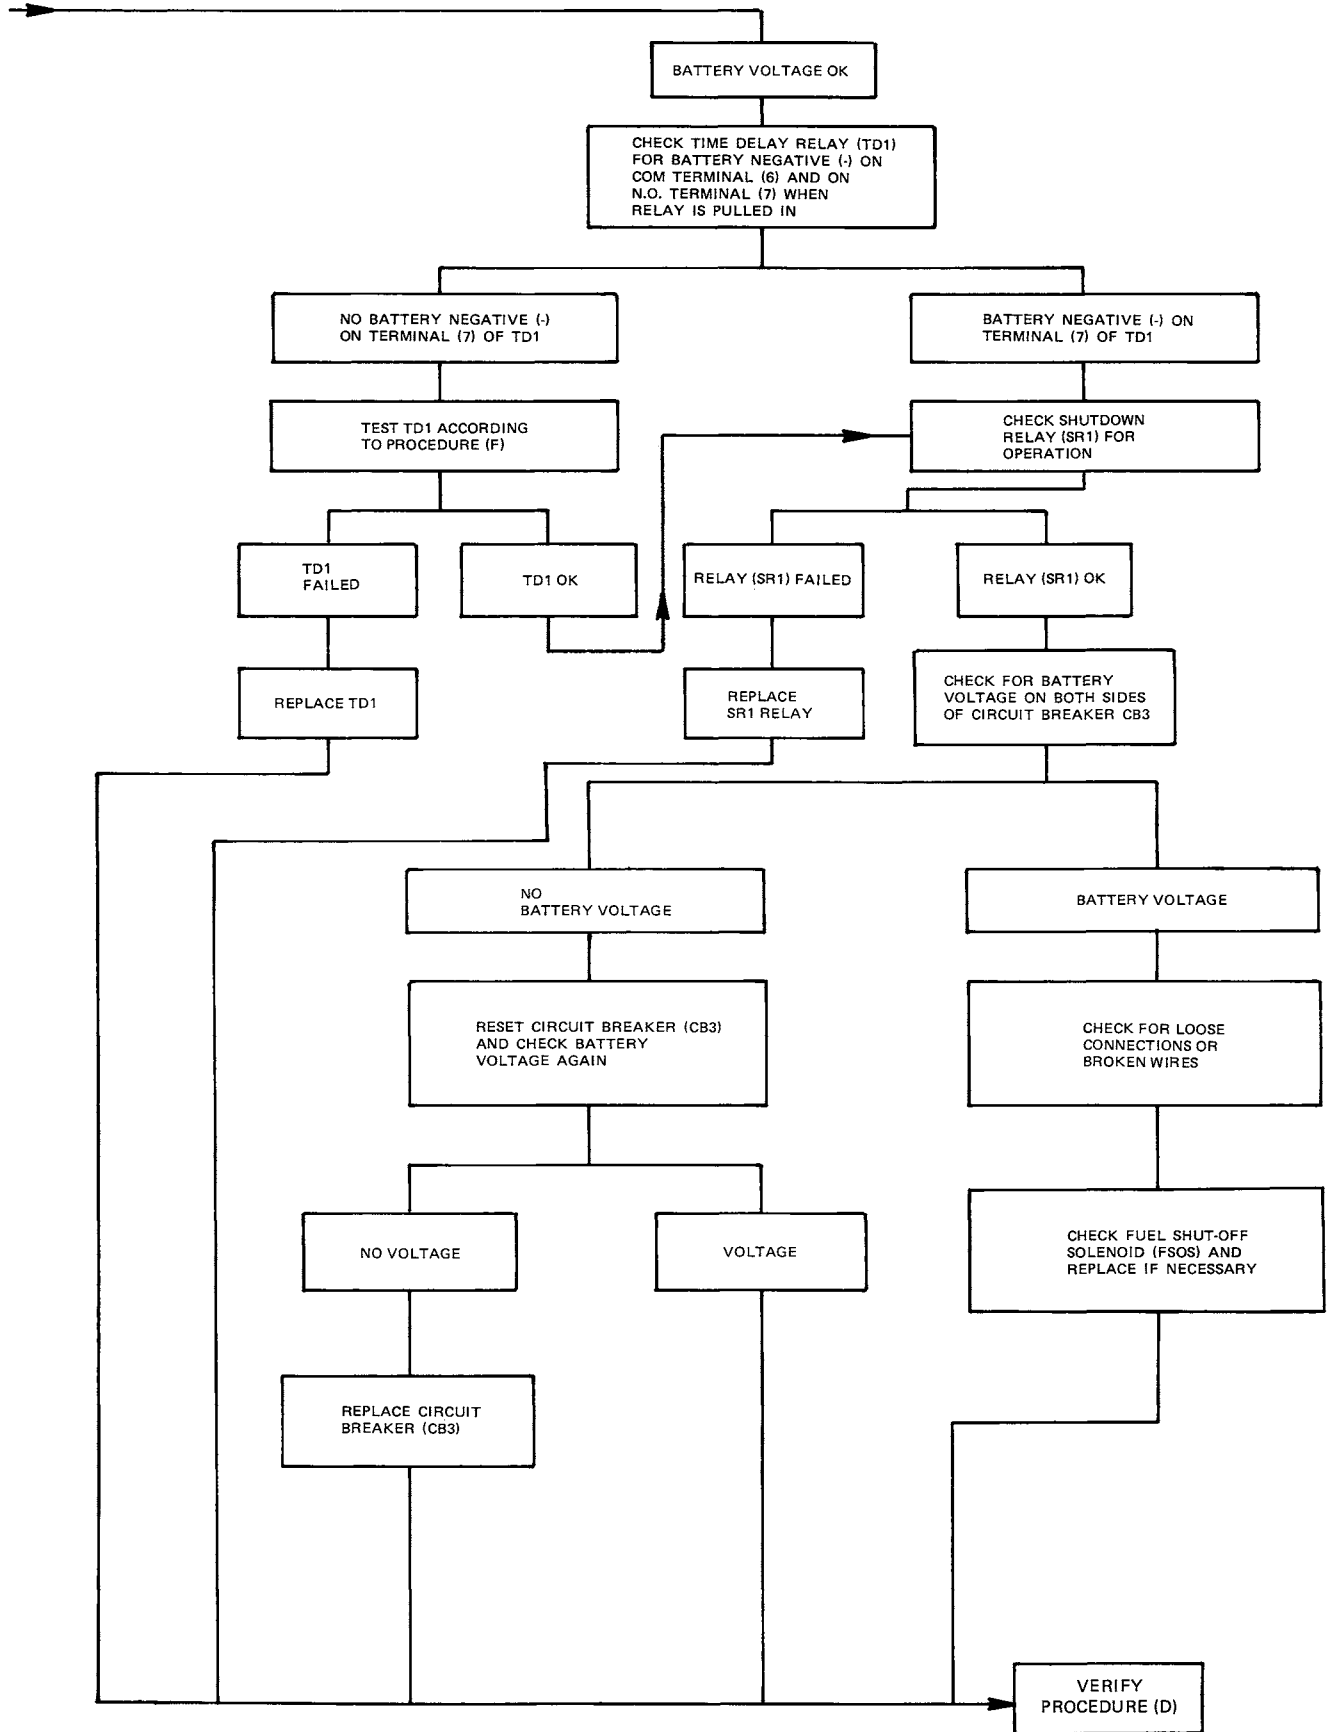 BATTERY VOLTAGE OK
CHECK TIME DELAY RELAY (TD1)
FOR BATTERY NEGATIVE (-) ON
COM TERMINAL (6) AND ON
N.O. TERMINAL (7) WHEN
RELAY IS PULLED IN
NO BATTERY NEGATIVE (-)
ON TERMINAL (7) OF TD1
BATTERY NEGATIVE (-) ON
TERMINAL (7) OF TD1
TEST TD1 ACCORDING
TO PROCEDURE (F)
CHECK SHUTDOWN
RELAY (SR1) FOR
OPERATION
TD1
FAILED
TD1 OK
RELAY (SR1) FAILED
RELAY (SR1) OK
REPLACE TD1
REPLACE
SR1 RELAY
CHECK FOR BATTERY
VOLTAGE ON BOTH SIDES
OF CIRCUIT BREAKER CB3
NO
BATTERY VOLTAGE
BATTERY VOLTAGE
RESET CIRCUIT BREAKER (CB3)
AND CHECK BATTERY
VOLTAGE AGAIN
CHECK FOR LOOSE
CONNECTIONS OR
BROKEN WIRES
NO VOLTAGE
VOLTAGE
CHECK FUEL SHUT-OFF
SOLENOID (FSOS) AND
REPLACE IF NECESSARY
REPLACE CIRCUIT
BREAKER (CB3)
VERIFY
PROCEDURE (D)